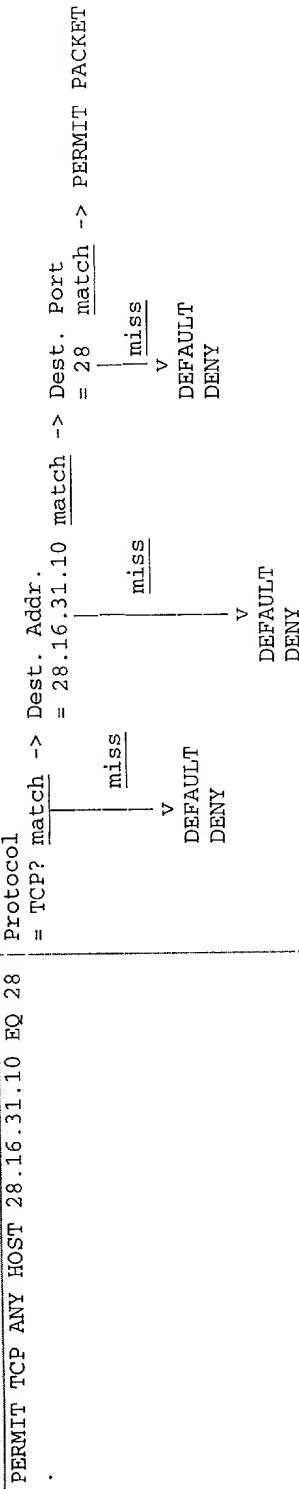 PERMIT TCP ANY HOST 28.16.31.10 EQ 28
Protocol
= TCP? match -> Dest. Addr.
= 28.16.31.10 match -> Dest. Port
= 28 match -> PERMIT PACKET
miss
v
DEFAULT
DENY
miss
v
DEFAULT
DENY
miss
v
DEFAULT
DENY